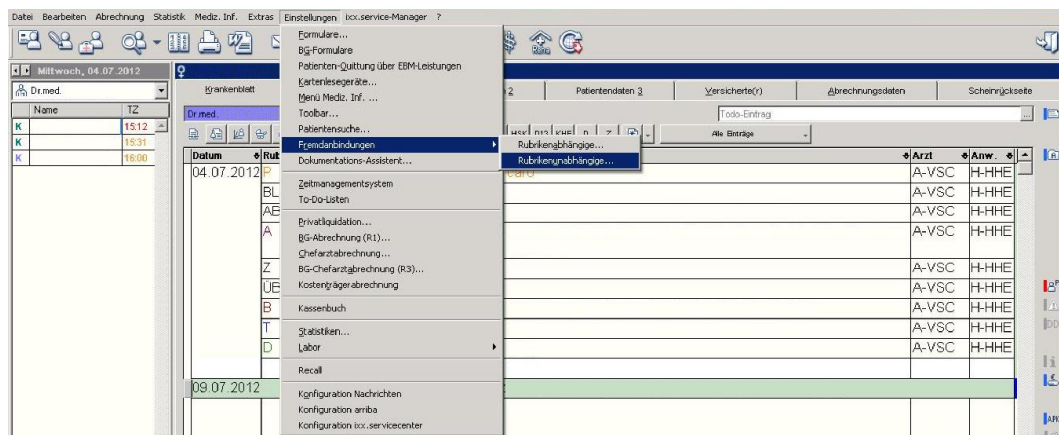 Datei Bearbeiten Abrechnung Statistik Mediz. Inf. Extras Einstellungen ixx.service-Manager ?
Mittwoch, 04.07.2012
Dr.med.
Name TZ
K 15:12
K 15:31
K 16:00
Krankenblatt
2
Patientendaten 3
Versicherte(r)
Abrechnungsdaten
Scheinrückseite
Dr.med.
Todo-Eintrag
HSK D13 KHE D Z
Alle Einträge
Datum
Arzt Anw.
04.07.2012 P A-VSC H-HHE
BL A-VSC H-HHE
A-VSC H-HHE
A A-VSC H-HHE
Z A-VSC H-HHE
A-VSC H-HHE
B A-VSC H-HHE
T A-VSC H-HHE
D A-VSC H-HHE
09.07.2012
Formulare...
BG-Formulare
Patienten-Quittung über EBM-Leistungen
Kartenlesegeräte...
Menü Mediz. Inf. ...
Toolbar...
Patientensuche...
Fremdanbindungen
Dokumentations-Assistent...
Zeitmanagementsystem
To-Do-Listen
Privatliquidation...
BG-Abrechnung (R1)...
Chefarztabrechnung...
BG-Chefarztabrechnung (R3)...
Kostenträgerabrechnung
Kassenbuch
Statistiken...
Labor
Recall
Konfiguration Nachrichten
Konfiguration arriba
Konfiguration ixx.servicecenter
Rubrikenabhängige...
Rubrikenunabhängige...